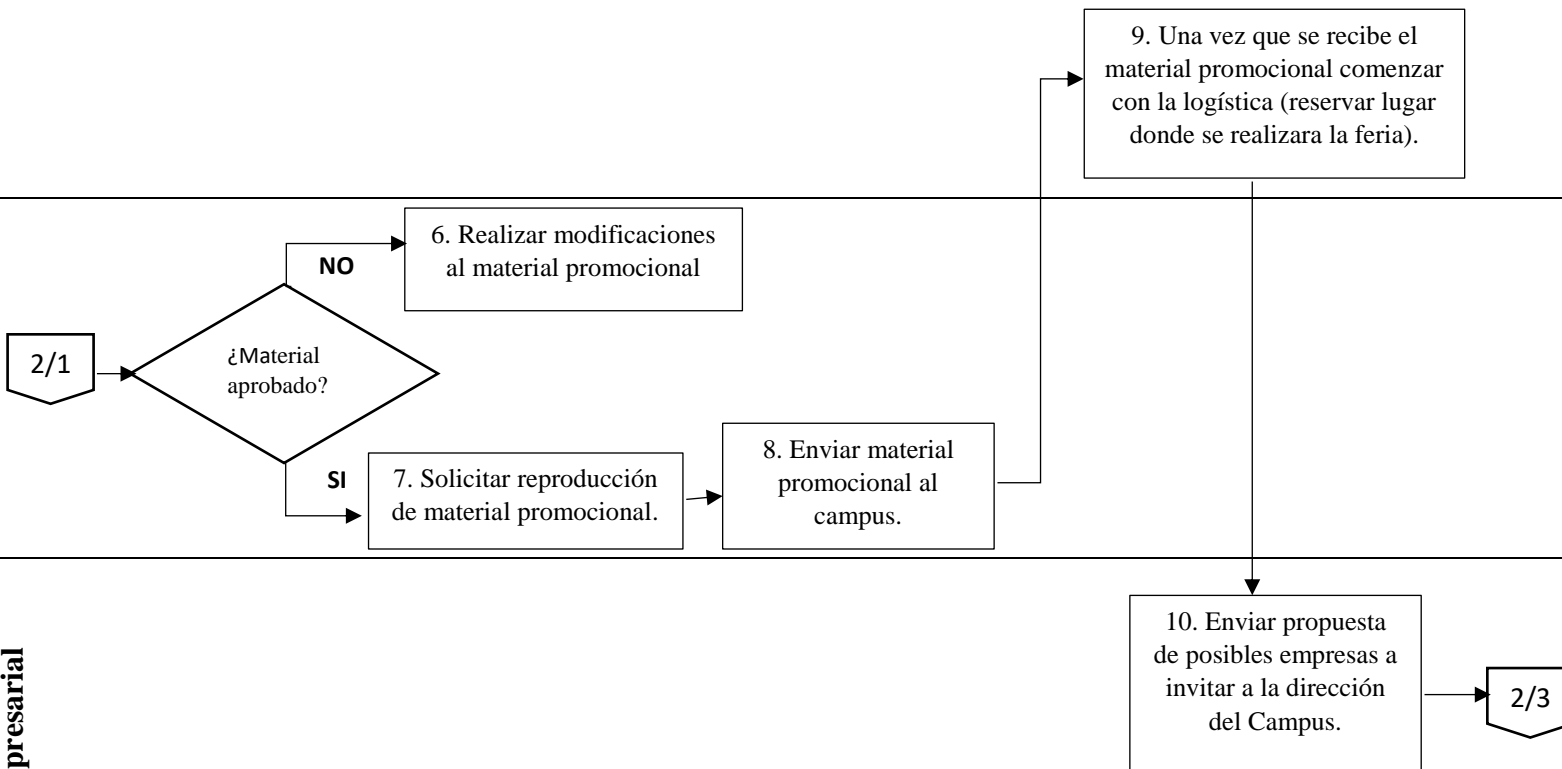 9. Una vez que se recibe el
material promocional comenzar
con la logística (reservar lugar
donde se realizara la feria).
6. Realizar modificaciones
al material promocional
NO
2/1
¿Material
aprobado?
SI
7. Solicitar reproducción
de material promocional.
8. Enviar material
promocional al
campus.
10. Enviar propuesta
de posibles empresas a
invitar a la dirección
del Campus.
2/3
presarial